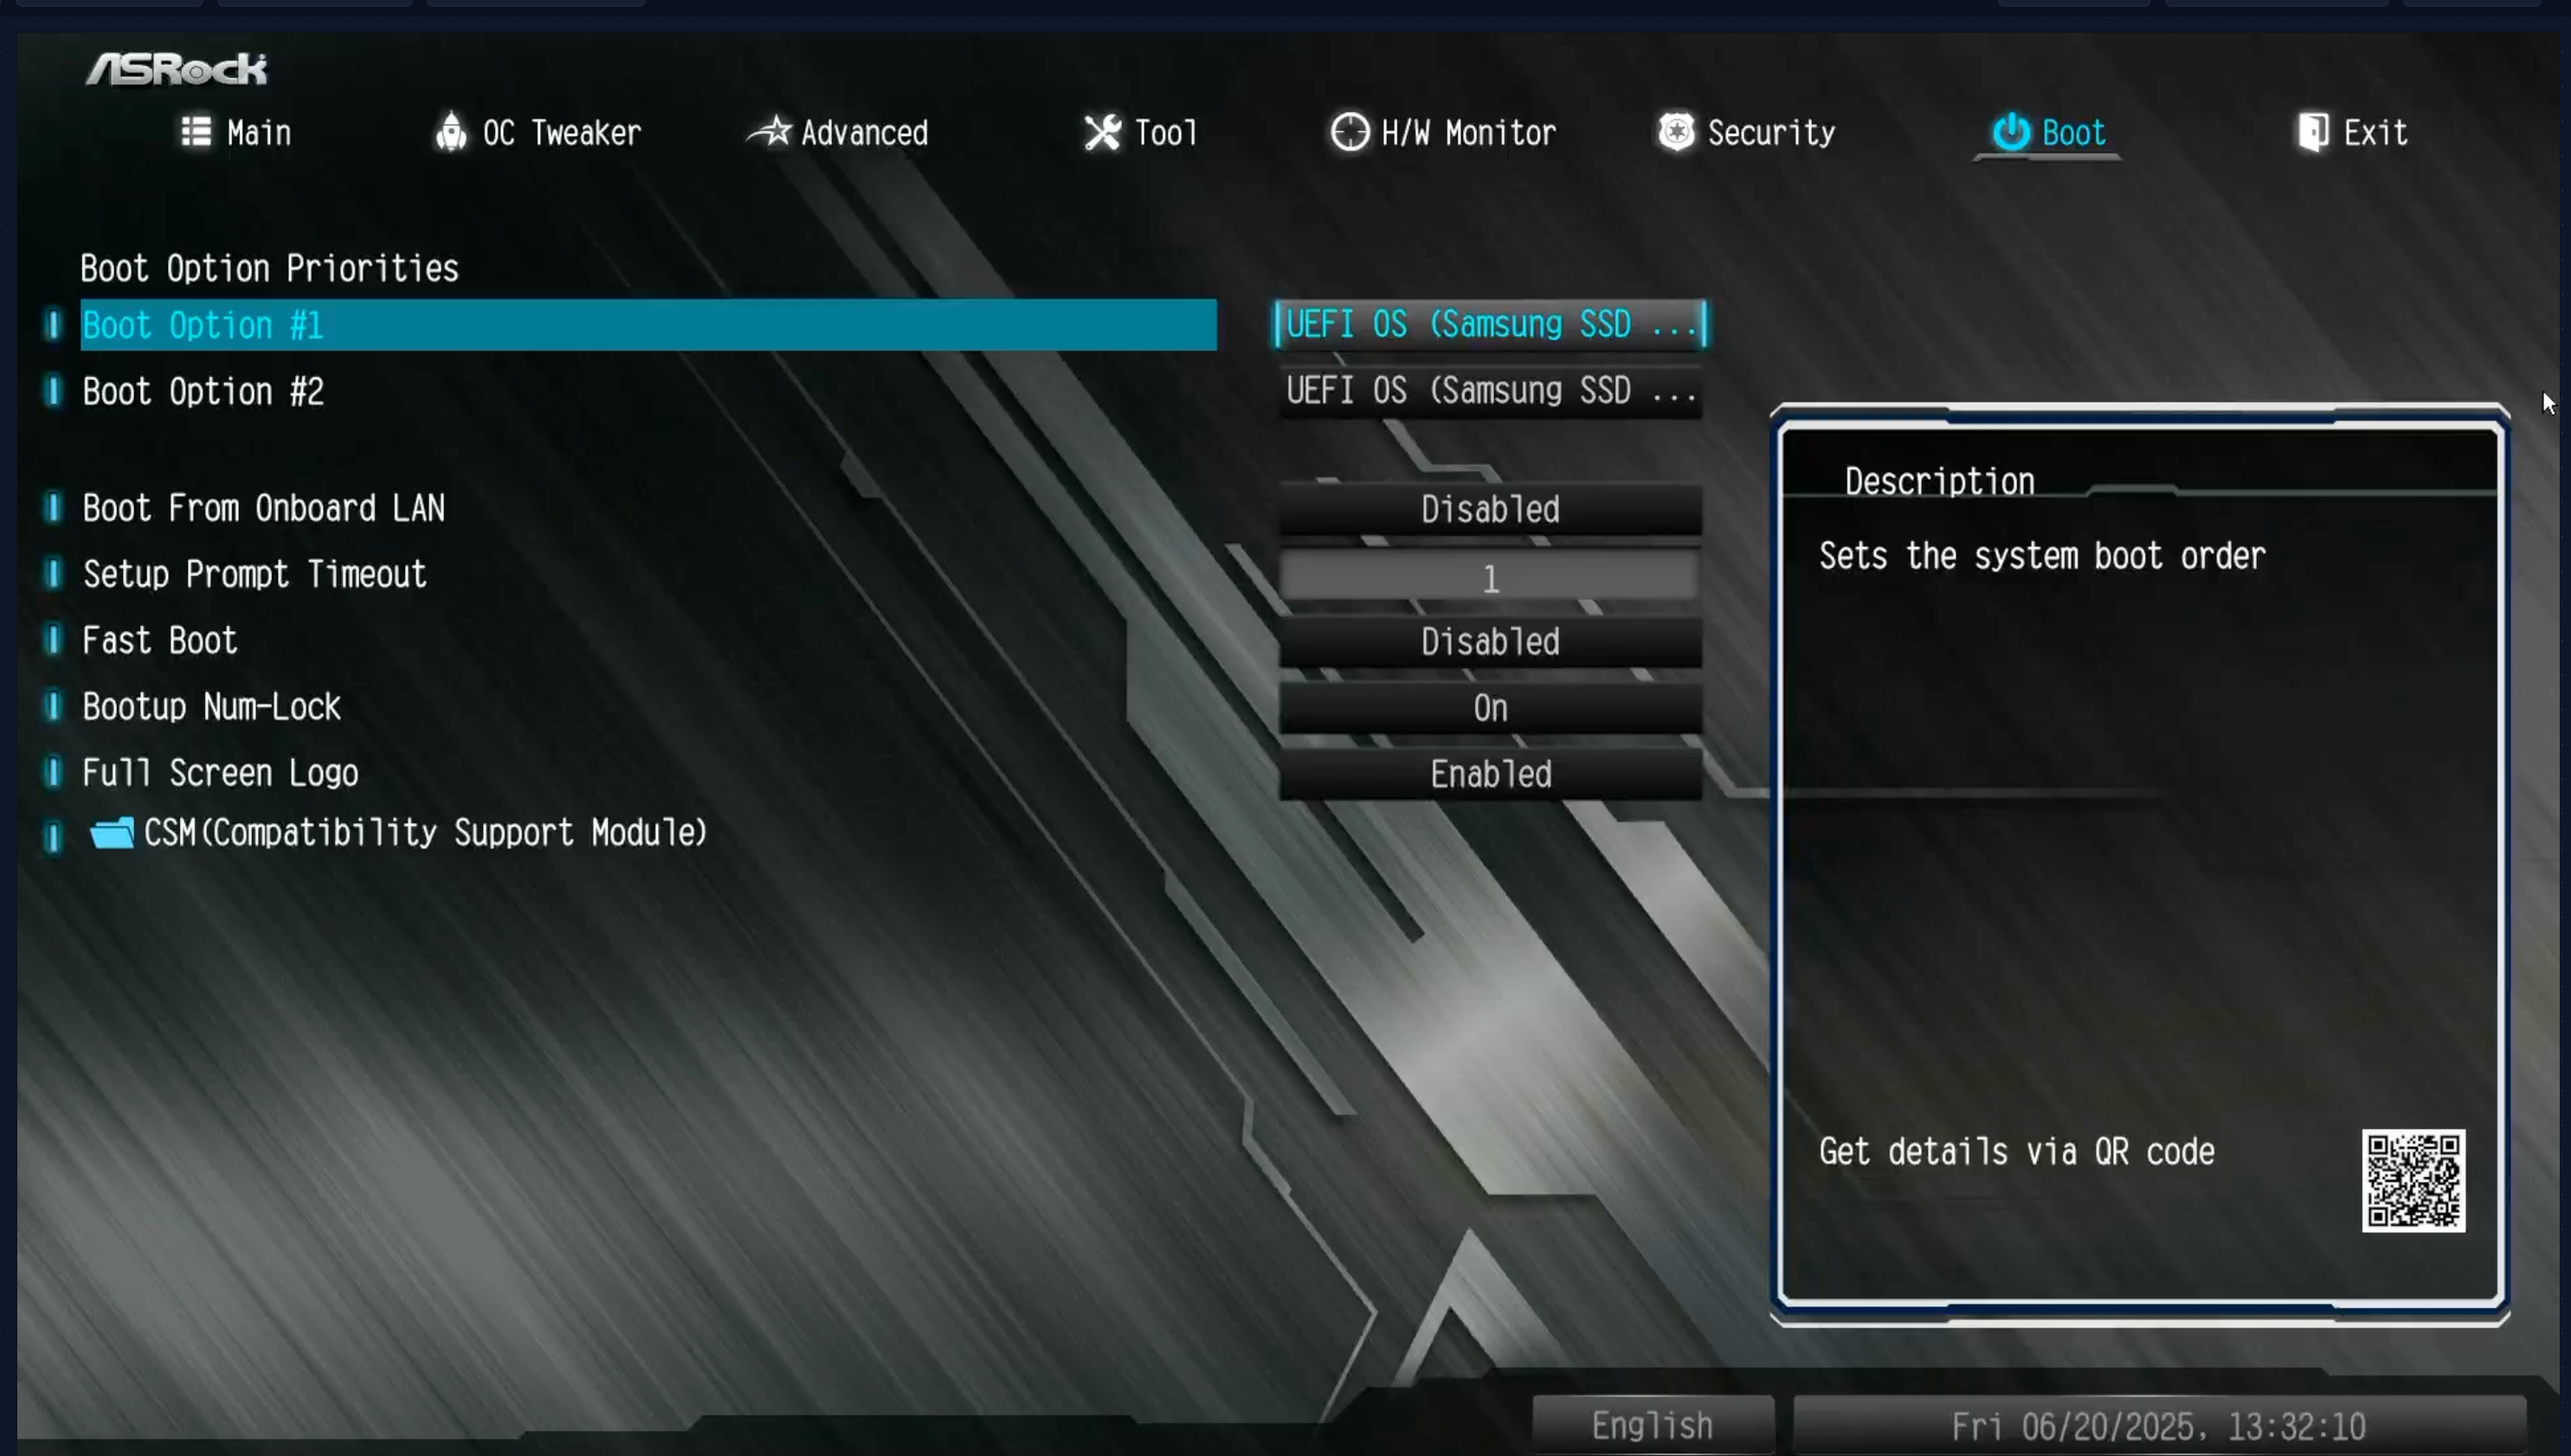 ASRock
Main
OC Tweaker
Advanced
Tool
H/W Monitor
Security
Boot
Exit
Boot Option Priorities
Boot Option #1 UEFI OS (Samsung SSD ...
Boot Option #2 UEFI OS (Samsung SSD ...
Boot From Onboard LAN Disabled
Setup Prompt Timeout 1
Fast Boot Disabled
Bootup Num-Lock On
Full Screen Logo Enabled
CSM(Compatibility Support Module)
Description
Sets the system boot order
Get details via QR code
English
Fri 06/20/2025, 13:32:10